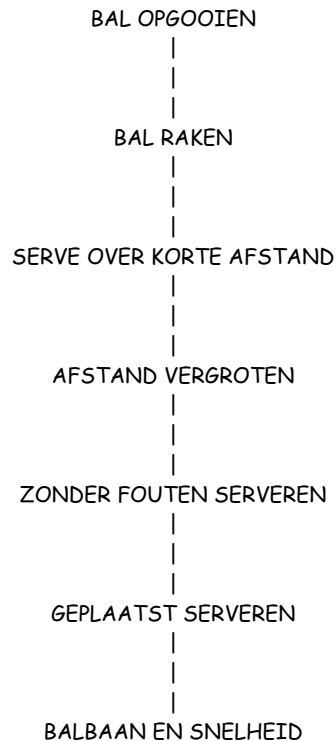 BAL OPGOOIEN
BAL RAKEN
SERVE OVER KORTE AFSTAND
AFSTAND VERGROTEN
ZONDER FOUTEN SERVEREN
GEPLAATST SERVEREN
BALBAAN EN SNELHEID